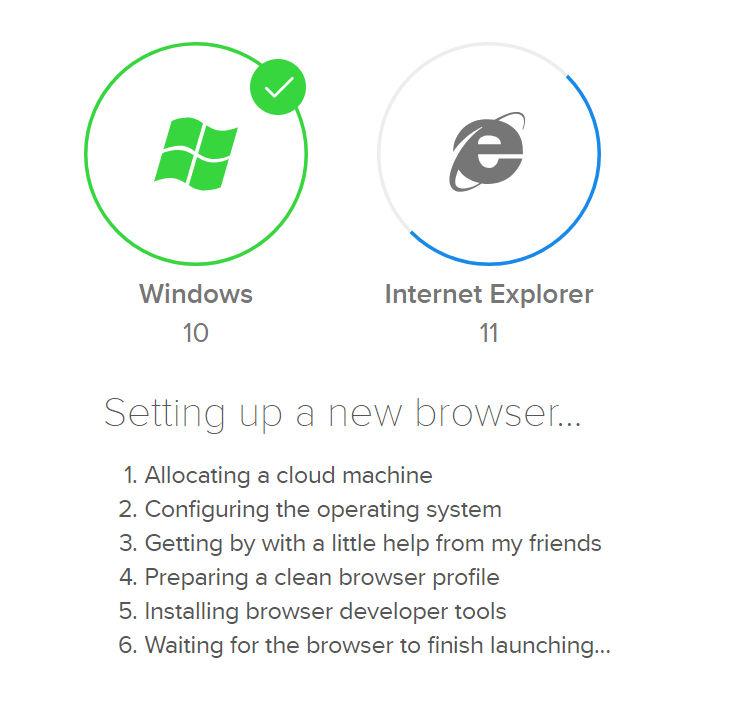 Windows
10
Internet Explorer
11
Setting up a new browser...
1. Allocating a cloud machine
2. Configuring the operating system
3. Getting by with a little help from my friends
4. Preparing a clean browser profile
5. Installing browser developer tools
6. Waiting for the browser to finish launching...